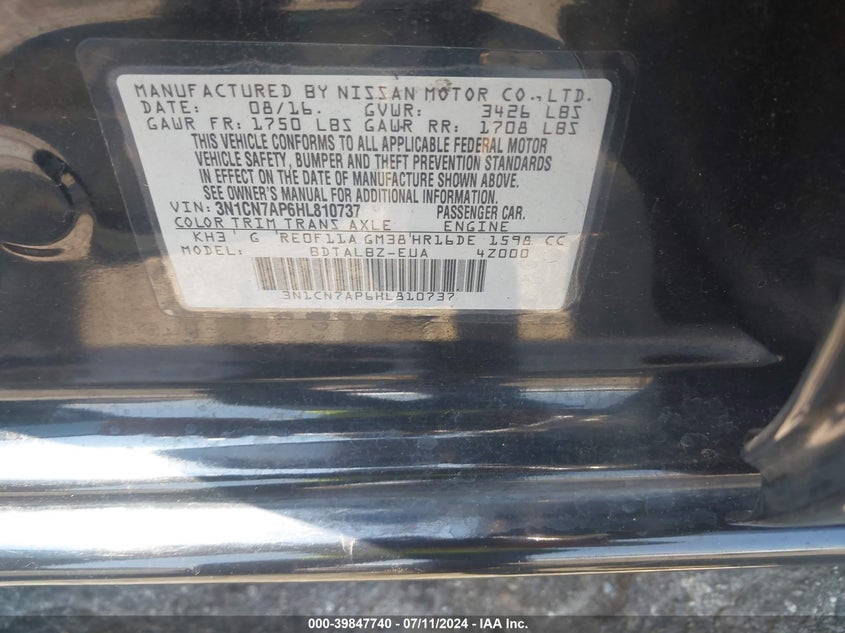 MANUFACTURED BY NISSAN MOTOR CO., LTD.
DATE: 08/16. GVWR: 3426 LBS
GAWR FR: 1750 LBS GAWR RR: 1708 LBS
THIS VEHICLE CONFORMS TO ALL APPLICABLE FEDERAL MOTOR
VEHICLE SAFETY, BUMPER AND THEFT PREVENTION STANDARDS
IN EFFECT ON THE DATE OF MANUFACTURE SHOWN ABOVE.
SEE OWNER'S MANUAL FOR ADDITIONAL INFORMATION.
VIN: 3N1CN7AP6HL810737 PASSENGER CAR.
COLOR TRIM TRANS AXLE ENGINE
KH3 G RE0F11A GM38 HR16DE 1598 CC
MODEL: BDTALBZ-EUA 4Z000
3N1CN7AP6HL810737
000-39847740 - 07/11/2024 - IAA